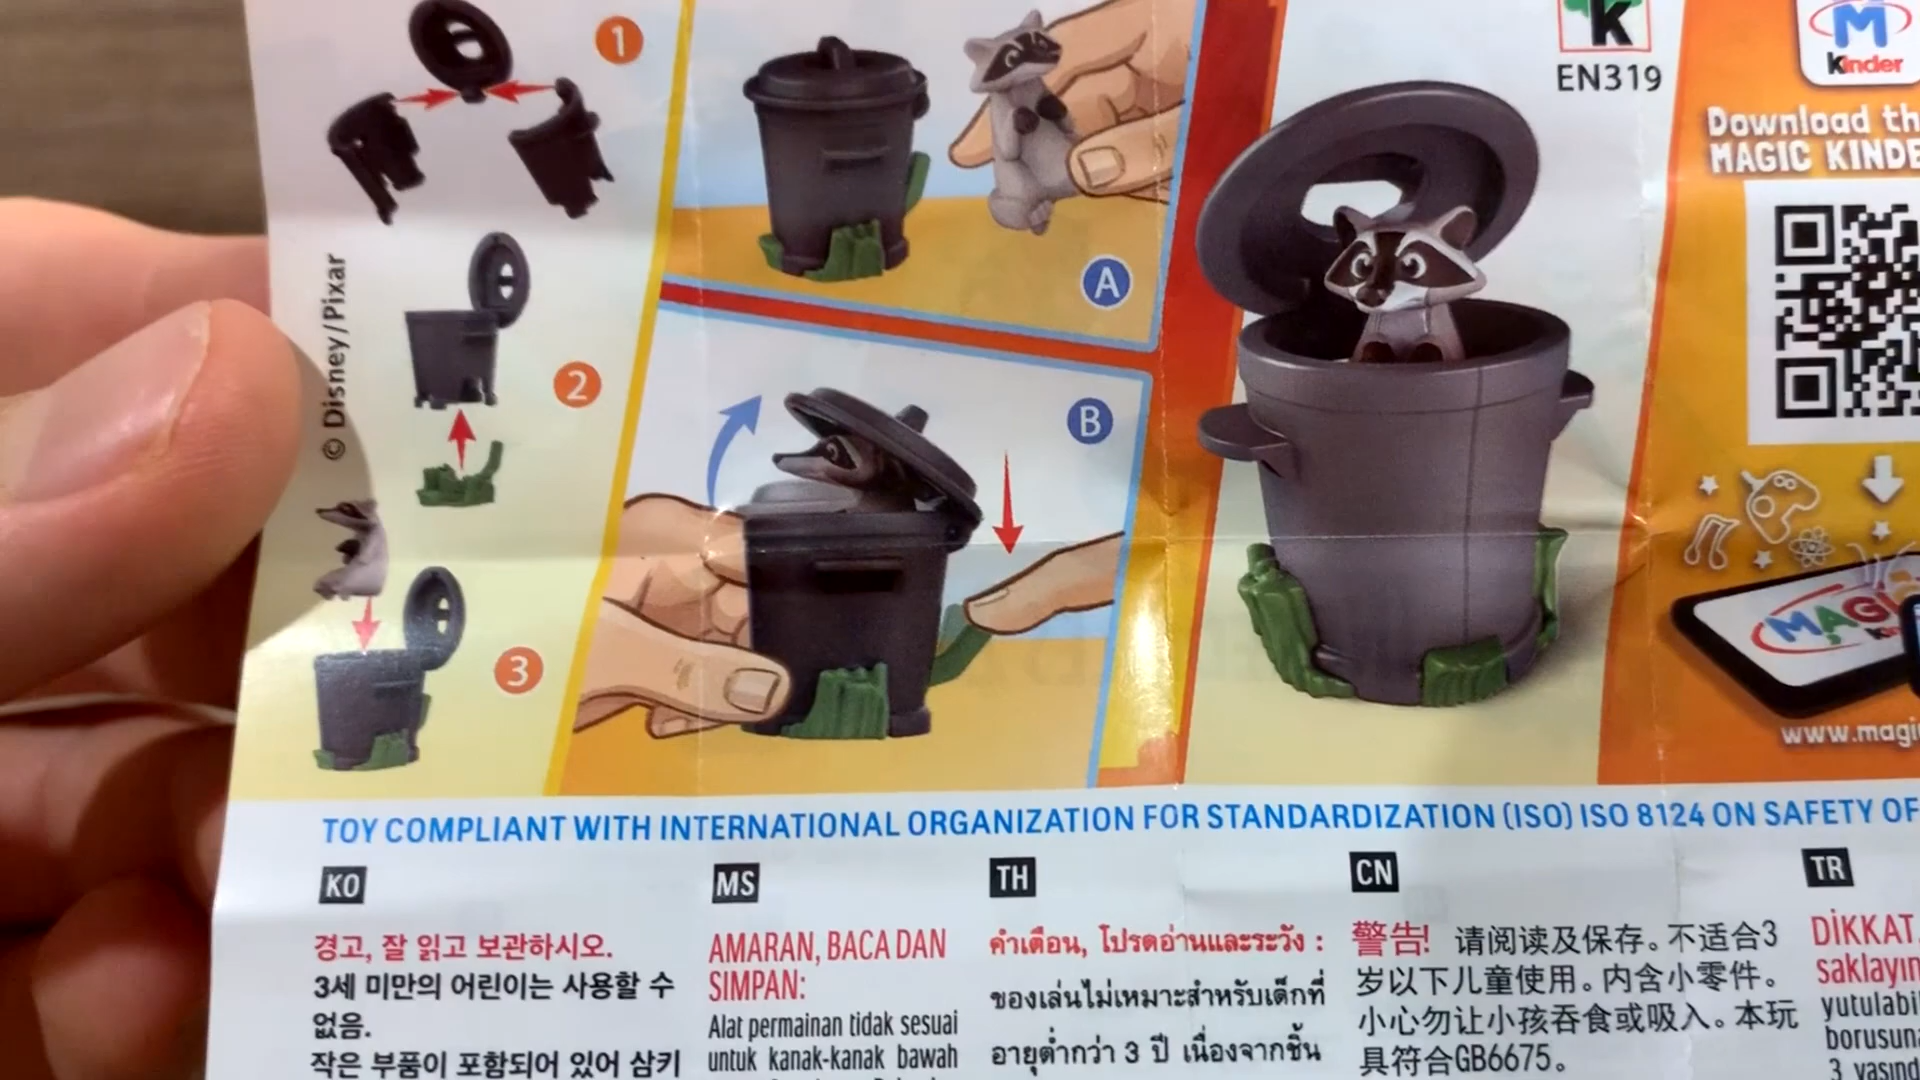 1
© Disney/Pixar
2
3
A
B
k
EN319
M
Kinder
Download
MAGIC
MAGI
TOY COMPLIANT WITH INTERNATIONAL ORGANIZATION FOR STANDARDIZATION (ISO) ISO 8124 ON SAFETY
KO
경고, 잘 읽고 보관하시오.
3세 미만의 어린이는 사용할 수
없음.
작은 부품이 포함되어 있어 삼키
MS
AMARAN, BACA DAN
SIMPAN:
Alat permainan tidak sesuai
untuk kanak-kanak bawah
TH
คำเตือน, โปรดอ่านและระวัง :
ของเล่นไม่เหมาะสำหรับเด็กที่
อายุต่ำกว่า 3 ปี เนื่องจากชิ้น
CN
警告! 请阅读及保存。不适合3
岁以下儿童使用。内含小零件。
小心勿让小孩吞食或吸入。本玩
具符合GB6675。
TR
DİKKAT